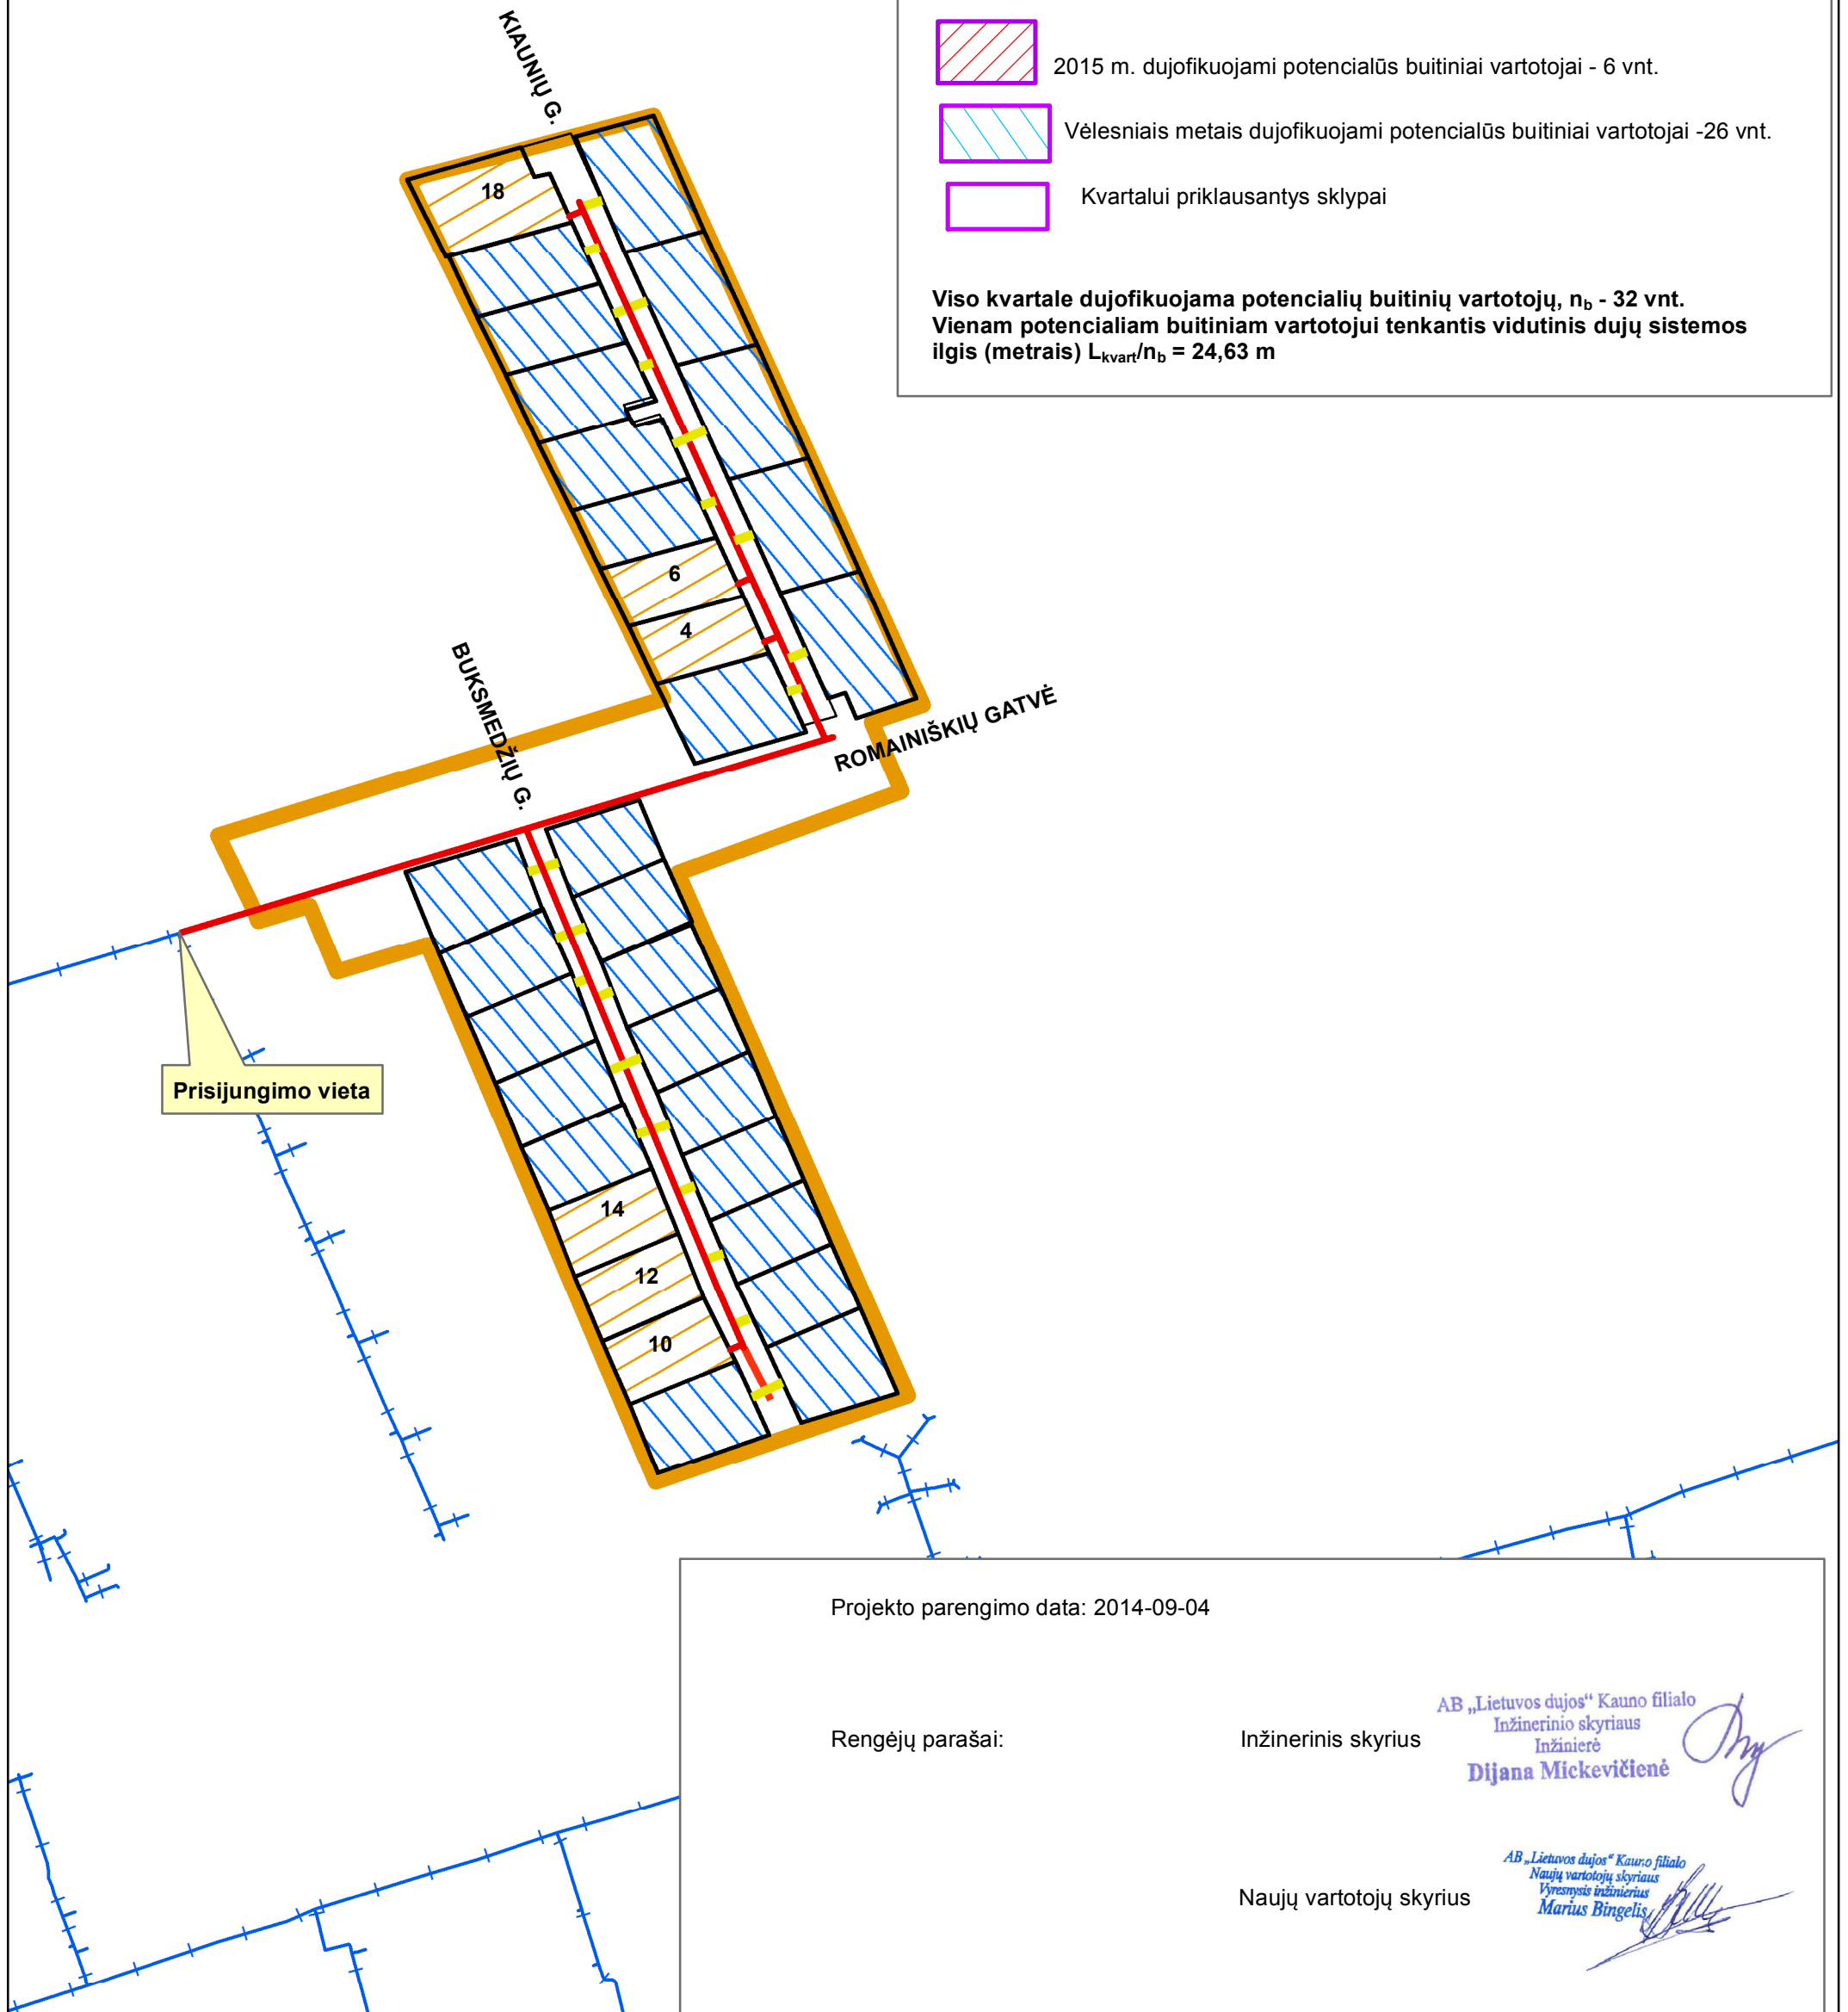 KIAUNIŲ G.
2015 m. dujofikuojami potencialūs buitiniai vartotojai - 6 vnt.
Vėlesniais metais dujofikuojami potencialūs buitiniai vartotojai -26 vnt.
Kvartalui priklausantys sklypai
Viso kvartale dujofikuojama potencialių buitinių vartotojų, nb - 32 vnt.
Vienam potencialiam buitiniam vartotojui tenkantis vidutinis dujų sistemos
ilgis (metrais) Lkvart/nb = 24,63 m
18
6
4
BUKSMEDŽIŲ G.
ROMAINIŠKIŲ GATVĖ
Prisijungimo vieta
14
12
10
Projekto parengimo data: 2014-09-04
Rengėjų parašai:
Inžinerinis skyrius
AB „Lietuvos dujos“ Kauno filialo
Inžinerinio skyriaus
Inžinierė
Dijana Mickevičienė
Naujų vartotojų skyrius
AB „Lietuvos dujos“ Kauno filialo
Naujų vartotojų skyriaus
Vyresnysis inžinierius
Marius Bingelis